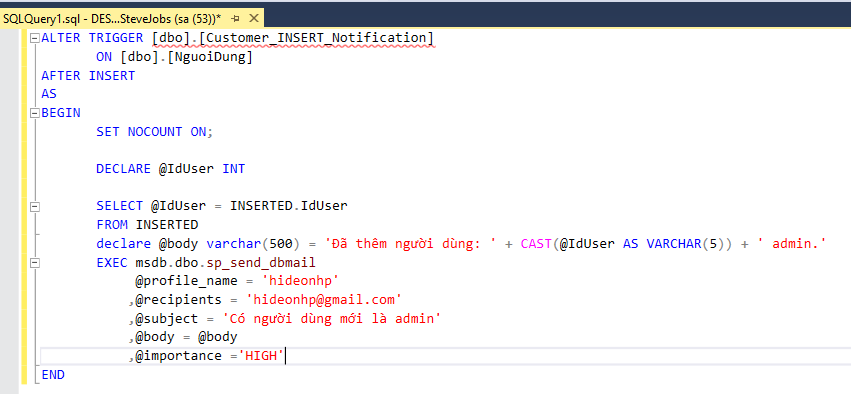 SQLQuery1.sql - DES...SteveJobs (sa (53))*
ALTER TRIGGER [dbo].[Customer_INSERT_Notification]
ON [dbo].[NguoiDung]
AFTER INSERT
AS
BEGIN
SET NOCOUNT ON;
DECLARE @IdUser INT
SELECT @IdUser = INSERTED.IdUser
FROM INSERTED
declare @body varchar(500) = 'Đã thêm người dùng: ' + CAST(@IdUser AS VARCHAR(5)) + ' admin.'
EXEC msdb.dbo.sp_send_dbmail
@profile_name = 'hideonhp'
,@recipients = 'hideonhp@gmail.com'
,@subject = 'Có người dùng mới là admin'
,@body = @body
,@importance ='HIGH'
END